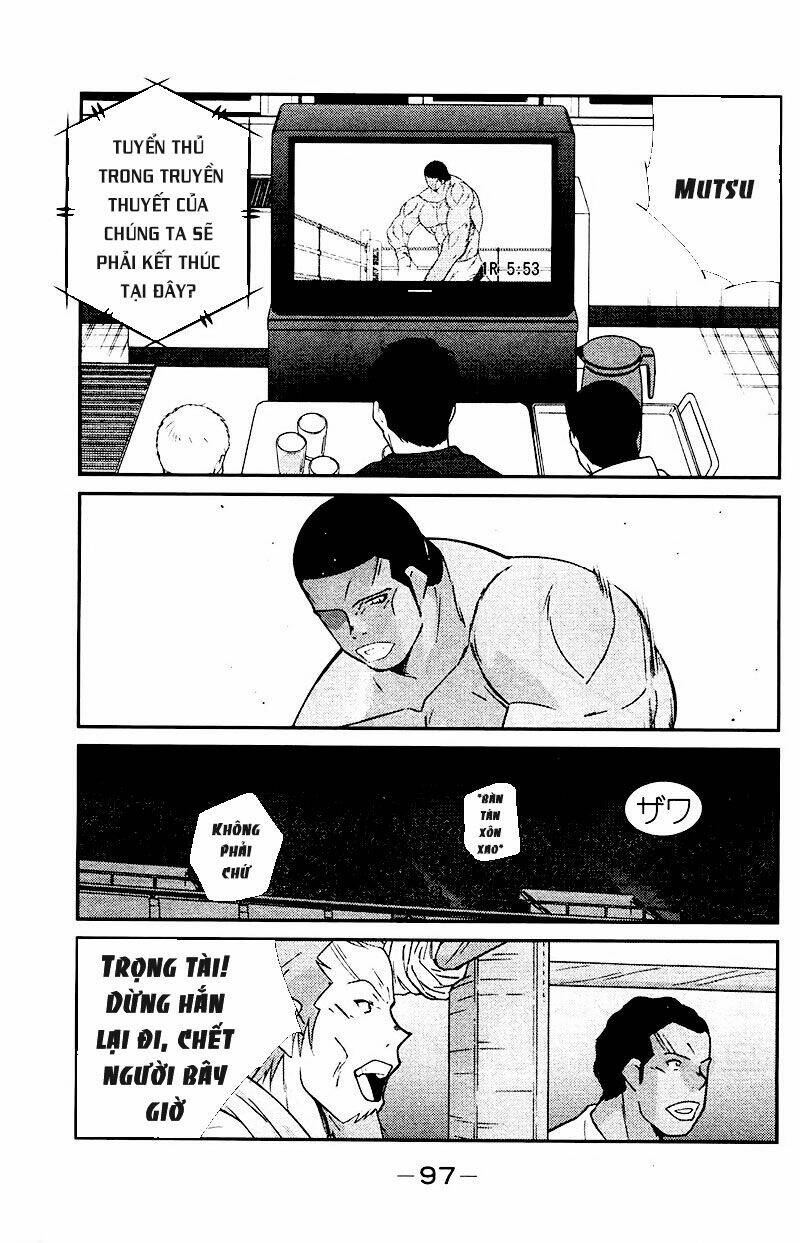 TUYỂN THỦ
TRONG TRUYỀN
THUYẾT CỦA
CHÚNG TA SẼ
PHẢI KẾT THÚC
TẠI ĐÂY?
MUTSU
1R 5:53
KHÔNG
PHẢI
CHỨ
*BÀN
TÁN
XÔN
XAO*
ザワ
TRỌNG TÀI!
DỪNG HẮN
LẠI ĐI, CHẾT
NGƯỜI BÂY
GIỜ
-97-